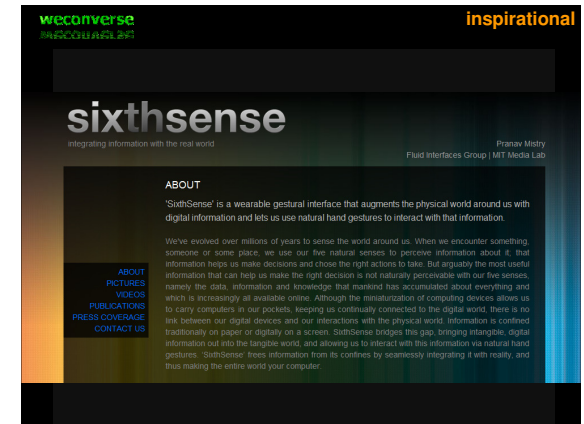 weconverse
inspirational
sixthsense
integrating information with the real world
Pranav Mistry
Fluid Interfaces Group | MIT Media Lab
ABOUT
PICTURES
VIDEOS
PUBLICATIONS
PRESS COVERAGE
CONTACT US
ABOUT
'SixthSense' is a wearable gestural interface that augments the physical world around us with
digital information and lets us use natural hand gestures to interact with that information.
We've evolved over millions of years to sense the world around us. When we encounter something,
someone or some place, we use our five natural senses to perceive information about it; that
information helps us make decisions and chose the right actions to take. But arguably the most useful
information that can help us make the right decision is not naturally perceivable with our five senses,
namely the data, information and knowledge that mankind has accumulated about everything and
which is increasingly all available online. Although the miniaturization of computing devices allows us
to carry computers in our pockets, keeping us continually connected to the digital world, there is no
link between our digital devices and our interactions with the physical world. Information is confined
traditionally on paper or digitally on a screen. SixthSense bridges this gap, bringing intangible, digital
information out into the tangible world, and allowing us to interact with this information via natural hand
gestures. 'SixthSense' frees information from its confines by seamlessly integrating it with reality, and
thus making the entire world your computer.